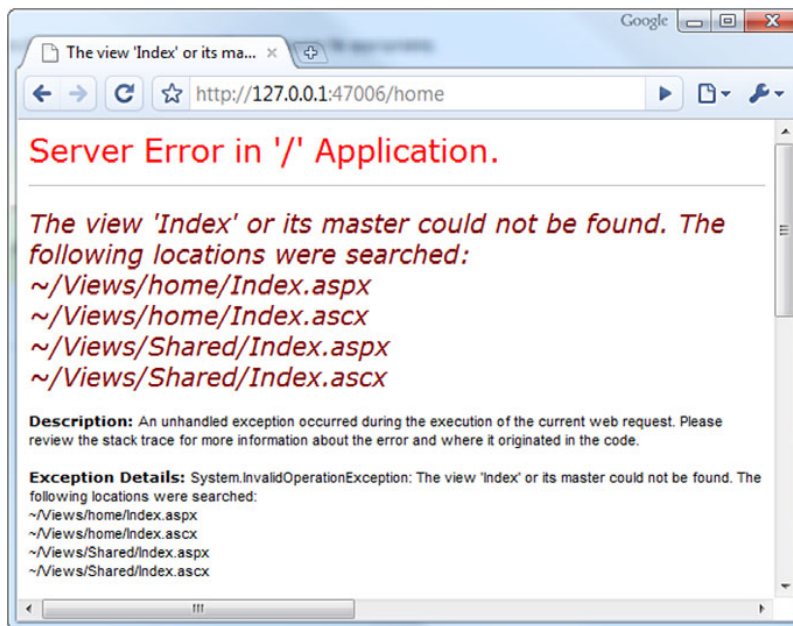 Google
The view 'Index' or its ma...
http://127.0.0.1:47006/home
Server Error in '/' Application.
The view 'Index' or its master could not be found. The
following locations were searched:
~/Views/home/Index.aspx
~/Views/home/Index.ascx
~/Views/Shared/Index.aspx
~/Views/Shared/Index.ascx
Description: An unhandled exception occurred during the execution of the current web request. Please
review the stack trace for more information about the error and where it originated in the code.
Exception Details: System.InvalidOperationException: The view 'Index' or its master could not be found. The
following locations were searched:
~/Views/home/Index.aspx
~/Views/home/Index.ascx
~/Views/Shared/Index.aspx
~/Views/Shared/Index.ascx